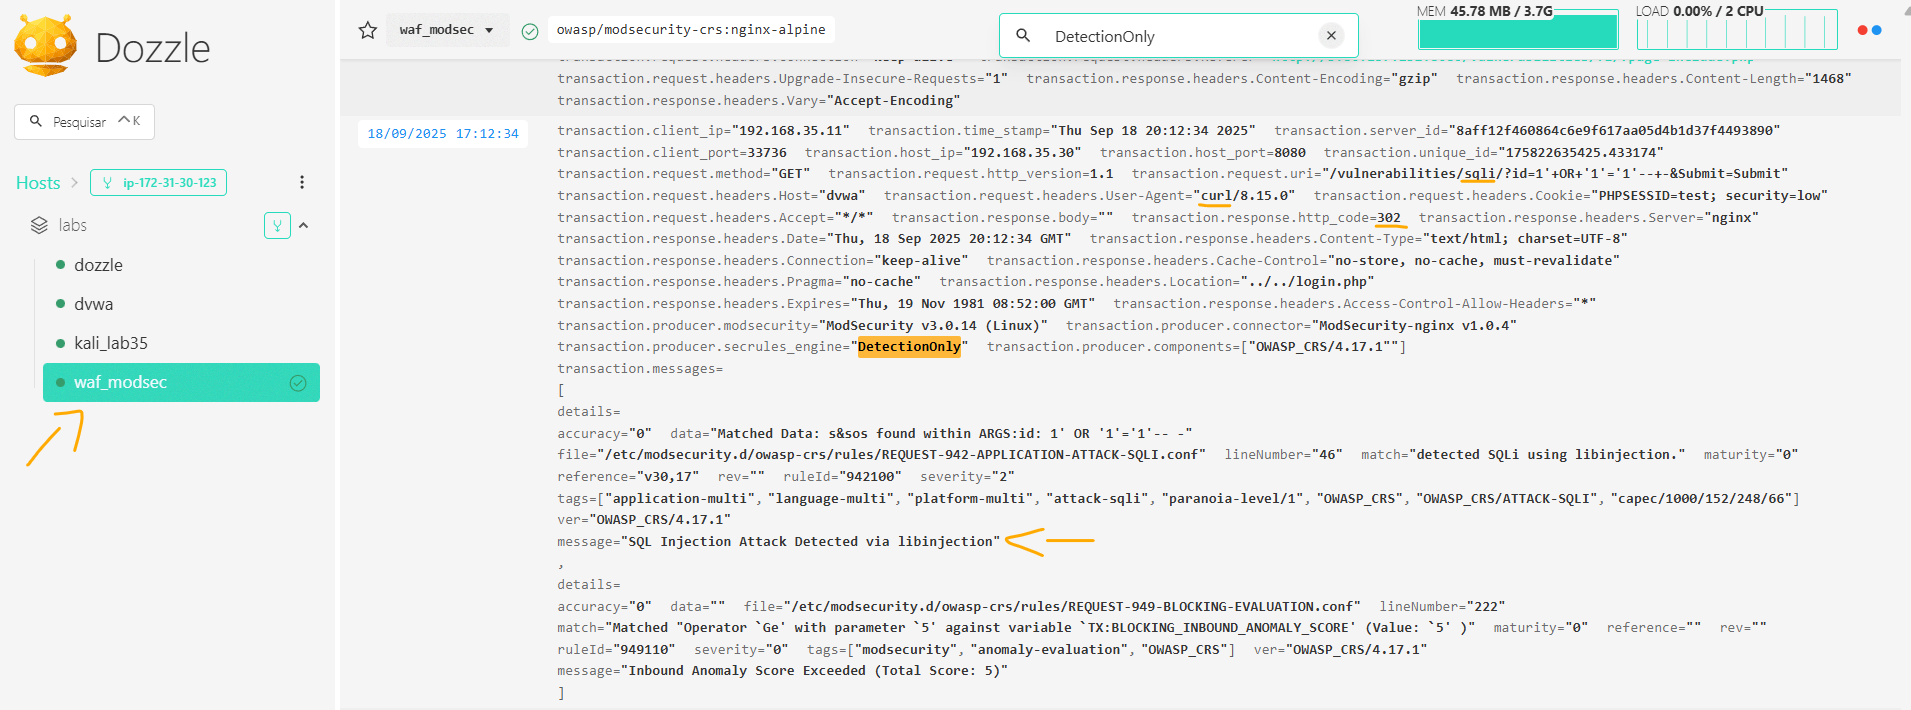 Dozzle
Pesquisar ^K
Hosts > ip-172-31-30-123
labs
dozzle
dvwa
kali_lab35
waf_modsec
waf_modsec owasp/modsecurity-crs:nginx-alpine DetectionOnly MEM 45.78 MB / 3.7G LOAD 0.00% / 2 CPU
transaction.request.headers.Upgrade-Insecure-Requests="1" transaction.response.headers.Content-Encoding="gzip" transaction.response.headers.Content-Length="1468"
transaction.response.headers.Vary="Accept-Encoding"
18/09/2025 17:12:34 transaction.client_ip="192.168.35.11" transaction.time_stamp="Thu Sep 18 20:12:34 2025" transaction.server_id="8aff12f460864c6e9f617aa05d4b1d37f4493890"
transaction.client_port=33736 transaction.host_ip="192.168.35.30" transaction.host_port=8080 transaction.unique_id="175822635425.433174"
transaction.request.method="GET" transaction.request.http_version=1.1 transaction.request.uri="/vulnerabilities/sqli/?id=1'+OR+'1'='1'--+-&Submit=Submit"
transaction.request.headers.Host="dvwa" transaction.request.headers.User-Agent="curl/8.15.0" transaction.request.headers.Cookie="PHPSESSID=test; security=low"
transaction.request.headers.Accept="*/*" transaction.response.body="" transaction.response.http_code=302 transaction.response.headers.Server="nginx"
transaction.response.headers.Date="Thu, 18 Sep 2025 20:12:34 GMT" transaction.response.headers.Content-Type="text/html; charset=UTF-8"
transaction.response.headers.Connection="keep-alive" transaction.response.headers.Cache-Control="no-store, no-cache, must-revalidate"
transaction.response.headers.Pragma="no-cache" transaction.response.headers.Location="../../login.php"
transaction.response.headers.Expires="Thu, 19 Nov 1981 08:52:00 GMT" transaction.response.headers.Access-Control-Allow-Headers="*"
transaction.producer.modsecurity="ModSecurity v3.0.14 (Linux)" transaction.producer.connector="ModSecurity-nginx v1.0.4"
transaction.producer.secrules_engine="DetectionOnly" transaction.producer.components=["OWASP_CRS/4.17.1""]
transaction.messages=
[
details=
accuracy="0" data="Matched Data: s&sos found within ARGS:id: 1' OR '1'='1'-- -"
file="/etc/modsecurity.d/owasp-crs/rules/REQUEST-942-APPLICATION-ATTACK-SQLI.conf" lineNumber="46" match="detected SQLi using libinjection." maturity="0"
reference="v30,17" rev="" ruleId="942100" severity="2"
tags=["application-multi", "language-multi", "platform-multi", "attack-sqli", "paranoia-level/1", "OWASP_CRS", "OWASP_CRS/ATTACK-SQLI", "capec/1000/152/248/66"]
ver="OWASP_CRS/4.17.1"
message="SQL Injection Attack Detected via libinjection"
,
details=
accuracy="0" data="" file="/etc/modsecurity.d/owasp-crs/rules/REQUEST-949-BLOCKING-EVALUATION.conf" lineNumber="222"
match="Matched "Operator `Ge' with parameter `5' against variable `TX:BLOCKING_INBOUND_ANOMALY_SCORE' (Value: `5' )" maturity="0" reference="" rev=""
ruleId="949110" severity="0" tags=["modsecurity", "anomaly-evaluation", "OWASP_CRS"] ver="OWASP_CRS/4.17.1"
message="Inbound Anomaly Score Exceeded (Total Score: 5)"
]